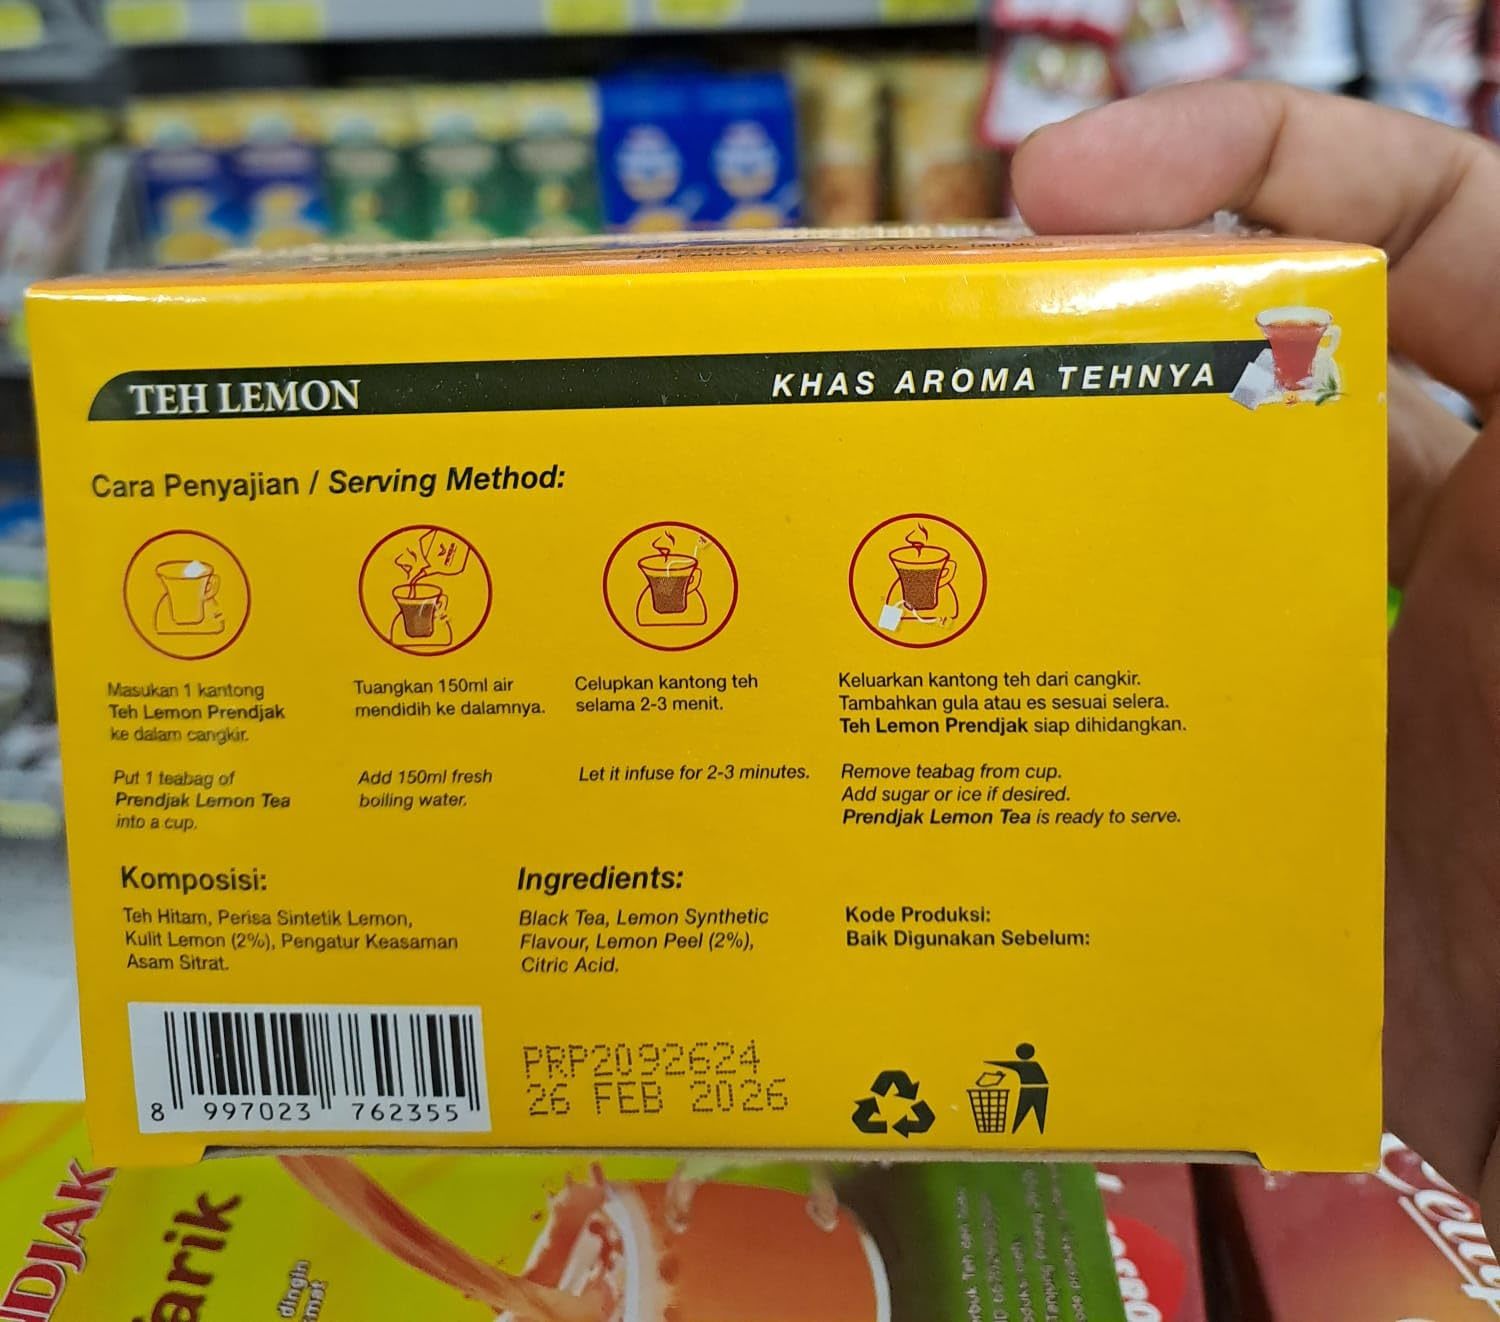 TEH LEMON
KHAS AROMA TEHNYA
Cara Penyajian / Serving Method:
Masukan 1 kantong
Teh Lemon Prendjak
ke dalam cangkir.
Put 1 teabag of
Prendjak Lemon Tea
into a cup.
Tuangkan 150ml air
mendidih ke dalamnya.
Add 150ml fresh
boiling water.
Celupkan kantong teh
selama 2-3 menit.
Let it infuse for 2-3 minutes.
Keluarkan kantong teh dari cangkir.
Tambahkan gula atau es sesuai selera.
Teh Lemon Prendjak siap dihidangkan.
Remove teabag from cup.
Add sugar or ice if desired.
Prendjak Lemon Tea is ready to serve.
Komposisi:
Teh Hitam, Perisa Sintetik Lemon,
Kulit Lemon (2%), Pengatur Keasaman
Asam Sitrat.
Ingredients:
Black Tea, Lemon Synthetic
Flavour, Lemon Peel (2%),
Citric Acid.
Kode Produksi:
Baik Digunakan Sebelum:
8 997023 762355
PRP2092624
26 FEB 2026
DJAK
arik
dingin